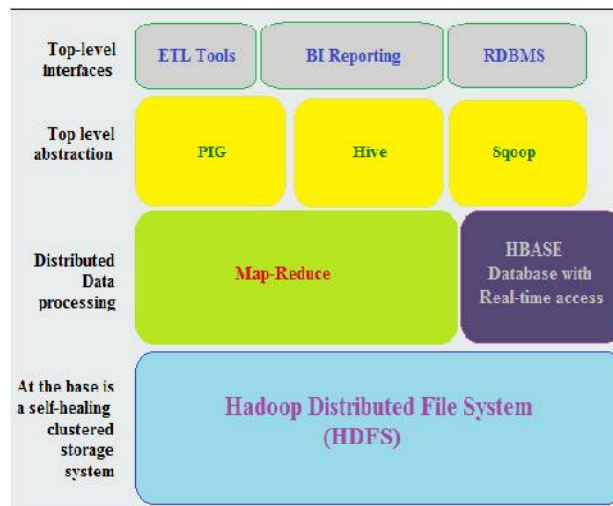 Top-level
interfaces
ETL Tools
BI Reporting
RDBMS
Top level
abstraction
PIG
Hive
Sqoop
Distributed
Data
processing
Map-Reduce
HBASE
Database with
Real-time access
At the base is
a self-healing
clustered
storage
system
Hadoop Distributed File System
(HDFS)